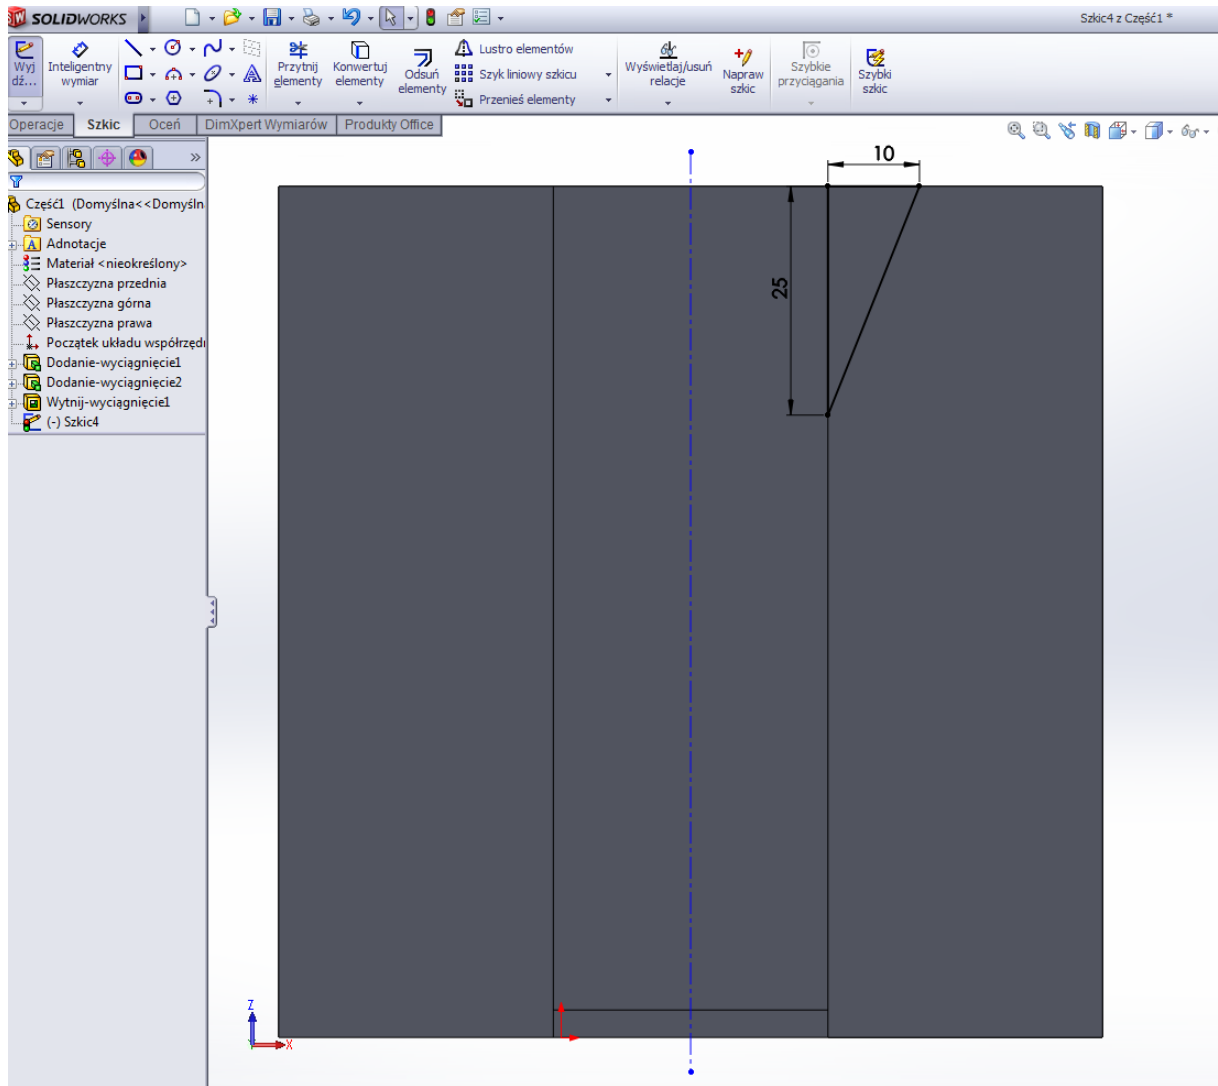 SOLIDWORKS
Szkic4 z Część1 *
Wyj
dź...
Inteligentny
wymiar
Przytnij
elementy
Konwertuj
elementy
Odsuń
elementy
Lustro elementów
Szyk liniowy szkicu
Przenieś elementy
Wyświetlaj/usuń
relacje
Napraw
szkic
Szybkie
przyciągania
Szybki
szkic
Operacje
Szkic
Oceń
DimXpert Wymiarów
Produkty Office
Część1 (Domyślna<<Domyśln
Sensory
Adnotacje
Materiał <nieokreślony>
Płaszczyzna przednia
Płaszczyzna górna
Płaszczyzna prawa
Początek układu współrzędn
Dodanie-wyciągnięcie1
Dodanie-wyciągnięcie2
Wytnij-wyciągnięcie1
(-) Szkic4
10
25
Z
X